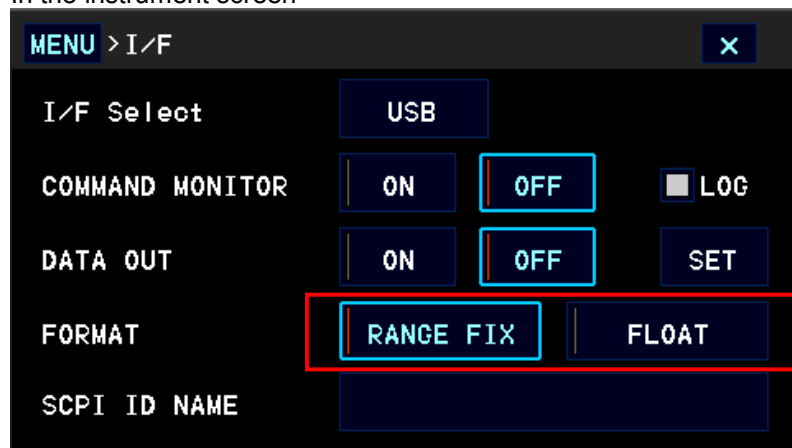 In the instrument screen
MENU >I/F ×
I/F Select USB
COMMAND MONITOR ON OFF LOG
DATA OUT ON OFF SET
FORMAT RANGE FIX FLOAT
SCPI ID NAME